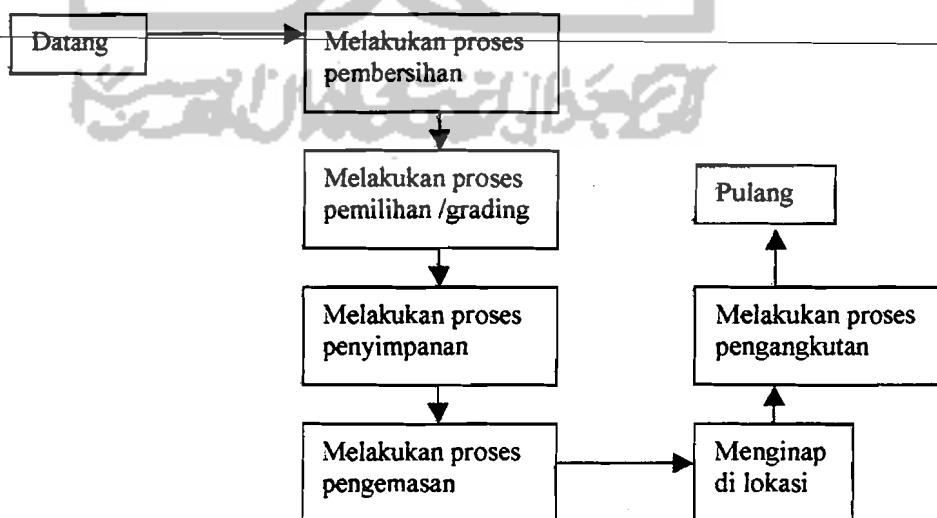 Datang
Melakukan proses
pembersihan
Melakukan proses
pemilihan /grading
Melakukan proses
penyimpanan
Melakukan proses
pengemasan
Menginap
di lokasi
Melakukan proses
pengangkutan
Pulang